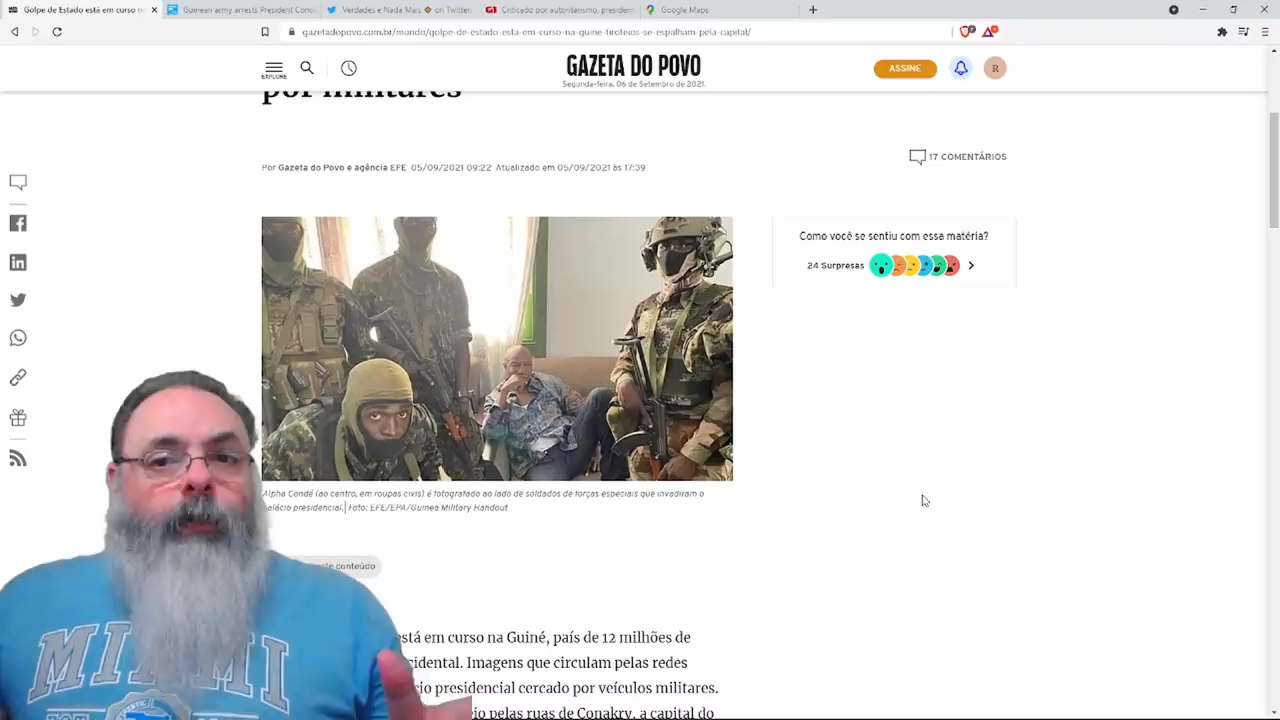 Golpe de Estado está em curso n
Guinean army arrests President Cond
Verdades e Nada Mais on Twitter:
Criticado por autoritarismo, president
Google Maps
gazetadopovo.com.br/mundo/golpe-de-estado-esta-em-curso-na-guine-tiroteios-se-espalham-pela-capital/
EXPLORE
GAZETA DO POVO
Segunda-feira, 06 de Setembro de 2021.
ASSINE
R
por militares
Por Gazeta do Povo e agência EFE 05/09/2021 09:22 Atualizado em 05/09/2021 às 17:39
17 COMENTÁRIOS
Como você se sentiu com essa matéria?
24 Surpresas
Alpha Condé (ao centro, em roupas civis) é fotografado ao lado de soldados de forças especiais que invadiram o
palácio presidencial.| Foto: EFE/EPA/Guinea Military Handout
conteúdo
está em curso na Guiné, país de 12 milhões de
cidental. Imagens que circulam pelas redes
cio presidencial cercado por veículos militares.
pelas ruas de Conakry, a capital do
MIAMI